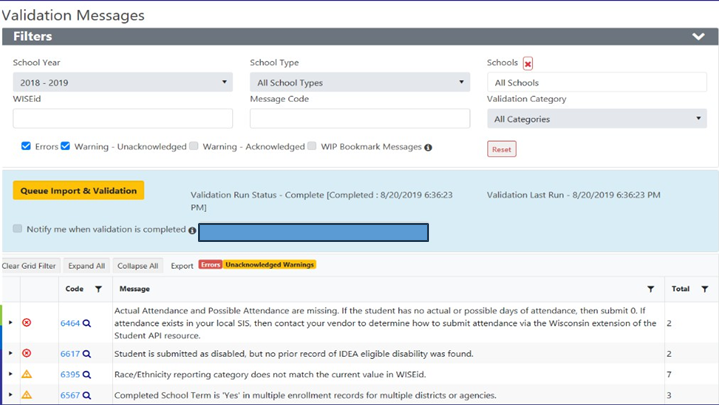 Validation Messages
Filters
School Year School Type Schools
2018 - 2019 All School Types All Schools
WISEid Message Code Validation Category
All Categories
Errors Warning - Unacknowledged Warning - Acknowledged WIP Bookmark Messages
Reset
Queue Import & Validation Validation Run Status - Complete [Completed : 8/20/2019 6:36:23 Validation Last Run - 8/20/2019 6:36:23 PM
PM]
Notify me when validation is completed
Clear Grid Filter Expand All Collapse All Export Errors Unacknowledged Warnings
Code Message Total
Actual Attendance and Possible Attendance are missing. If the student has no actual or possible days of attendance, then submit 0. If
6464 attendance exists in your local SIS, then contact your vendor to determine how to submit attendance via the Wisconsin extension of the 2
Student API resource.
6617 Student is submitted as disabled, but no prior record of IDEA eligible disability was found. 2
6395 Race/Ethnicity reporting category does not match the current value in WISEid. 7
6567 Completed School Term is 'Yes' in multiple enrollment records for multiple districts or agencies. 3